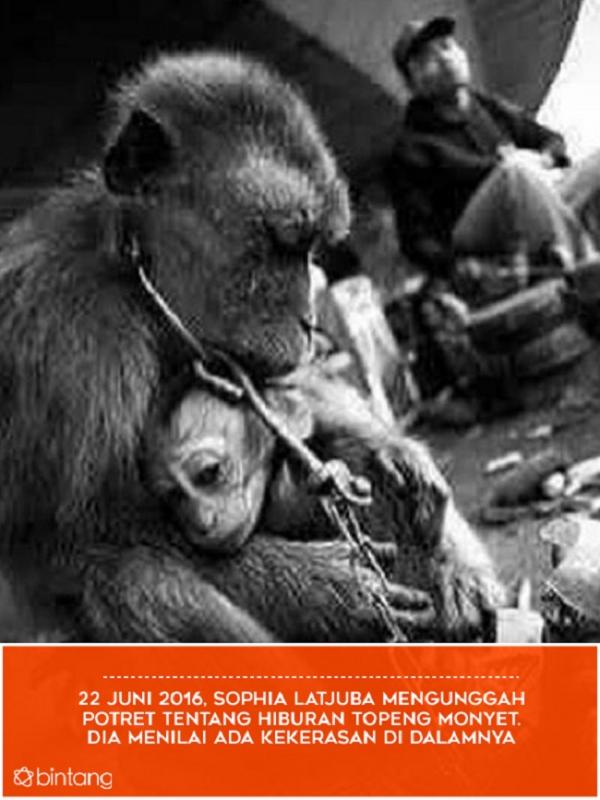 22 JUNI 2016, SOPHIA LATJUBA MENGUNGGAH
POTRET TENTANG HIBURAN TOPENG MONYET.
DIA MENILAI ADA KEKERASAN DI DALAMNYA
bintang